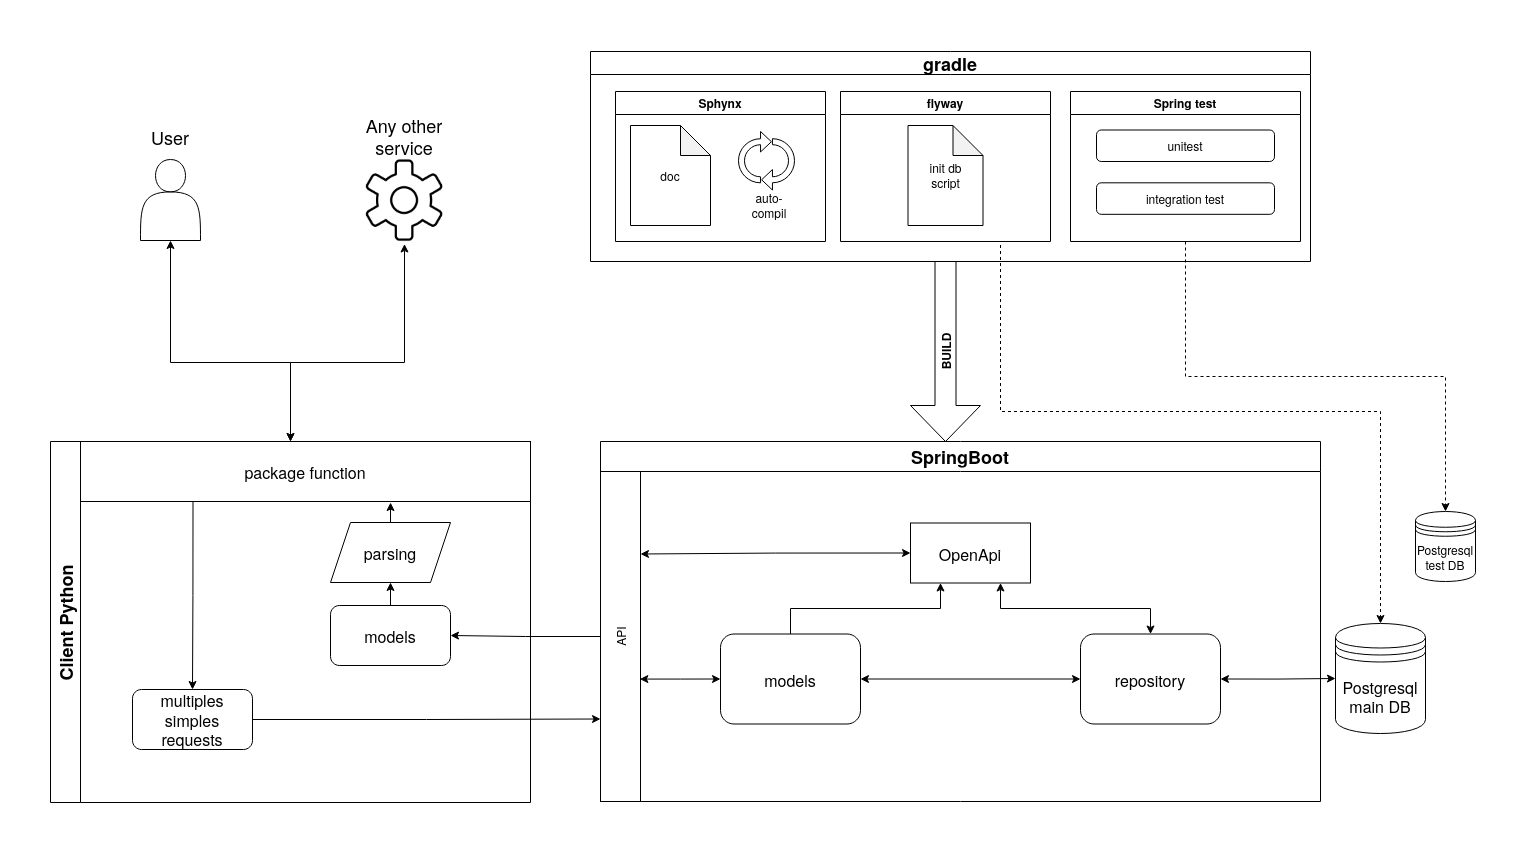 gradle
Sphynx
flyway
Spring test
doc
auto-
compil
init db
script
unitest
integration test
User
Any other
service
BUILD
Client Python
package function
parsing
models
multiples
simples
requests
SpringBoot
API
OpenApi
models
repository
Postgresql
test DB
Postgresql
main DB